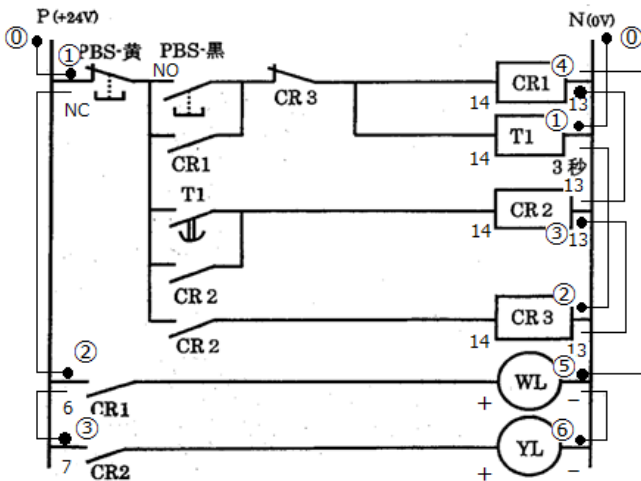 P (+24V) N (0V)
⓪ ① PBS-黄 PBS-黒 ⓪
NO ④
NC CR 3 14 CR1 13
CR1 ①
14 T1
T1 3 秒
13
CR 2
14 ③ 13
CR 2
②
CR 3
CR2 14 13
② ⑤
WL
6 CR1 + −
③ ⑥
YL
7 CR2 + −